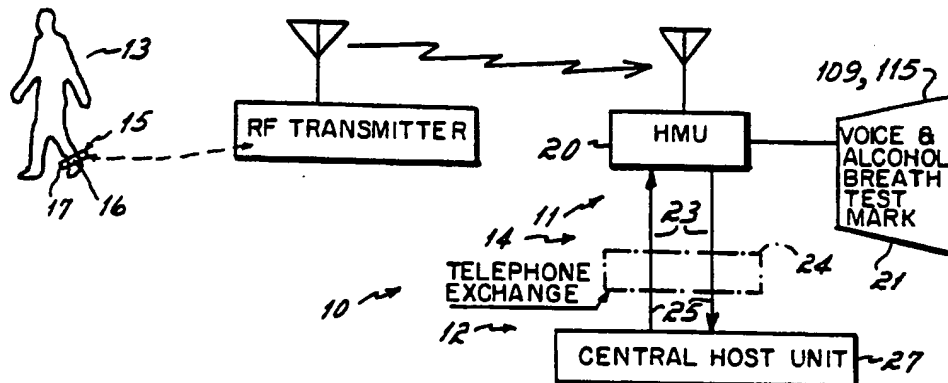 13
15
17
16
RF TRANSMITTER
20
HMU
109, 115
VOICE &
ALCOHOL
BREATH
TEST
MARK
21
11
14
23
24
TELEPHONE
EXCHANGE
10
12
25
CENTRAL HOST UNIT
27